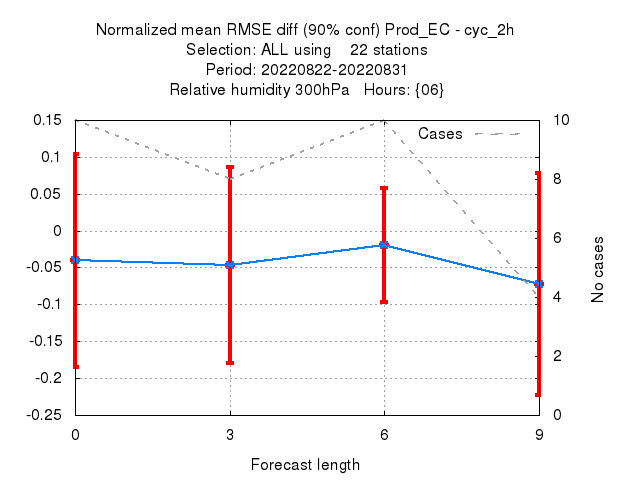 Normalized mean RMSE diff (90% conf) Prod_EC - cyc_2h
Selection: ALL using    22 stations
Period: 20220822-20220831
Relative humidity 300hPa   Hours: {06}
Cases
0.15
0.1
0.05
0
-0.05
-0.1
-0.15
-0.2
-0.25
10
8
6
4
2
0
No cases
0 3 6 9
Forecast length